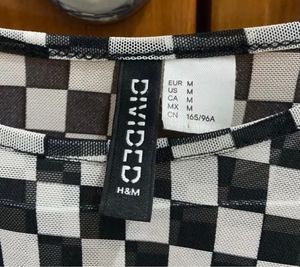 DIVIDED
H&M
EUR M
US M
CA M
MX M
CN 165/96A